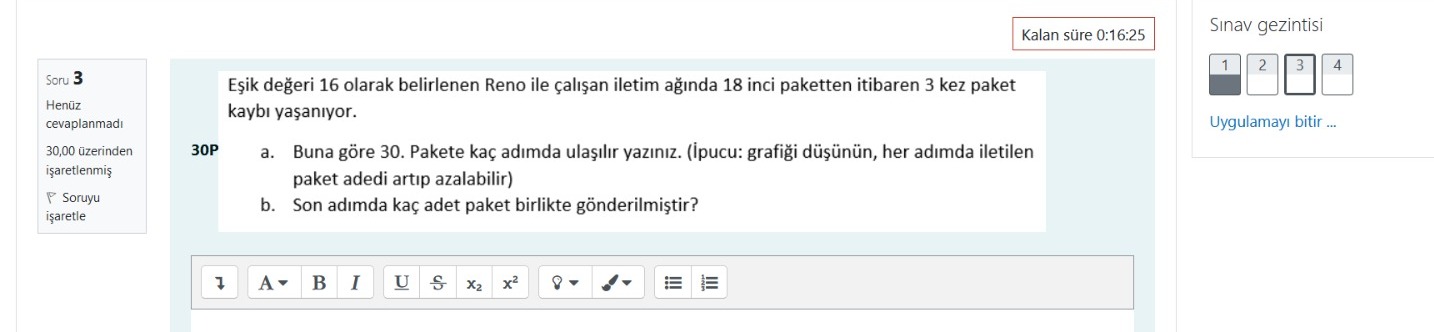 Kalan süre 0:16:25
Sınav gezintisi
1 2 3 4
Uygulamayı bitir ...
Soru 3
Henüz
cevaplanmadı
30,00 üzerinden
işaretlenmiş
Soruyu
işaretle
30P
Eşik değeri 16 olarak belirlenen Reno ile çalışan iletim ağında 18 inci paketten itibaren 3 kez paket
kaybı yaşanıyor.
a. Buna göre 30. Pakete kaç adımda ulaşılır yazınız. (İpucu: grafiği düşünün, her adımda iletilen
paket adedi artıp azalabilir)
b. Son adımda kaç adet paket birlikte gönderilmiştir?
A B I U S x₂ x²